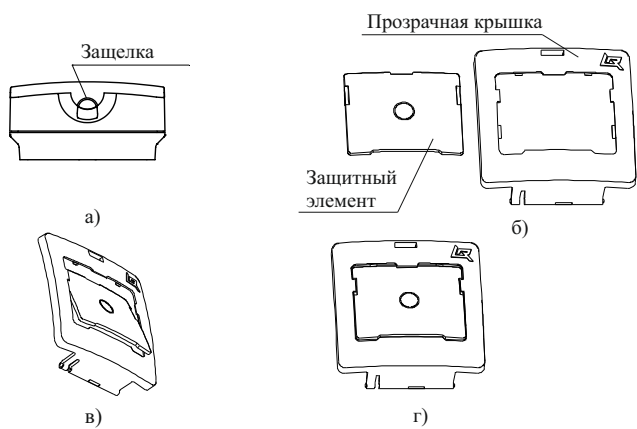 Прозрачная крышка
Защелка
Защитный
элемент
а)
б)
в)
г)